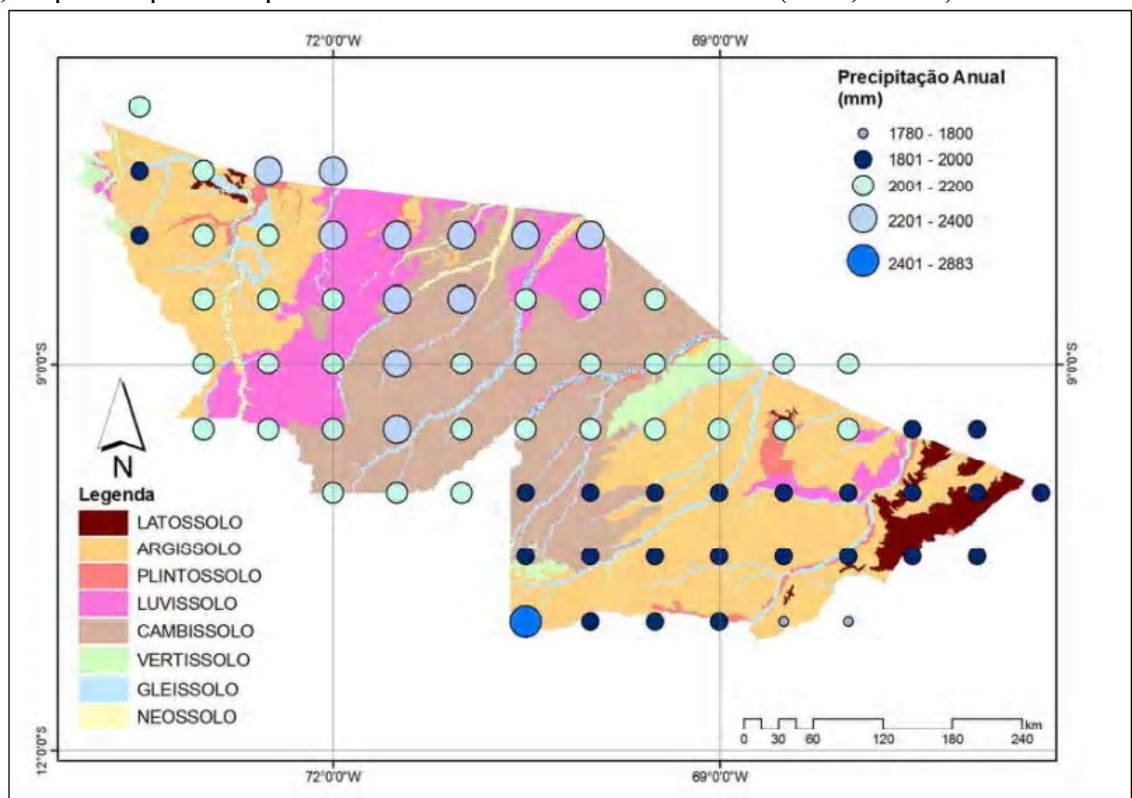 72°0'0"W
69°0'0"W
Precipitação Anual
(mm)
1780 - 1800
1801 - 2000
2001 - 2200
2201 - 2400
2401 - 2883
9°0'0"S
9°0'0"S
N
Legenda
LATOSSOLO
ARGISSOLO
PLINTOSSOLO
LUVISSOLO
CAMBISSOLO
VERTISSOLO
GLEISSOLO
NEOSSOLO
km
0 30 60 120 180 240
12°0'0"S
72°0'0"W
69°0'0"W